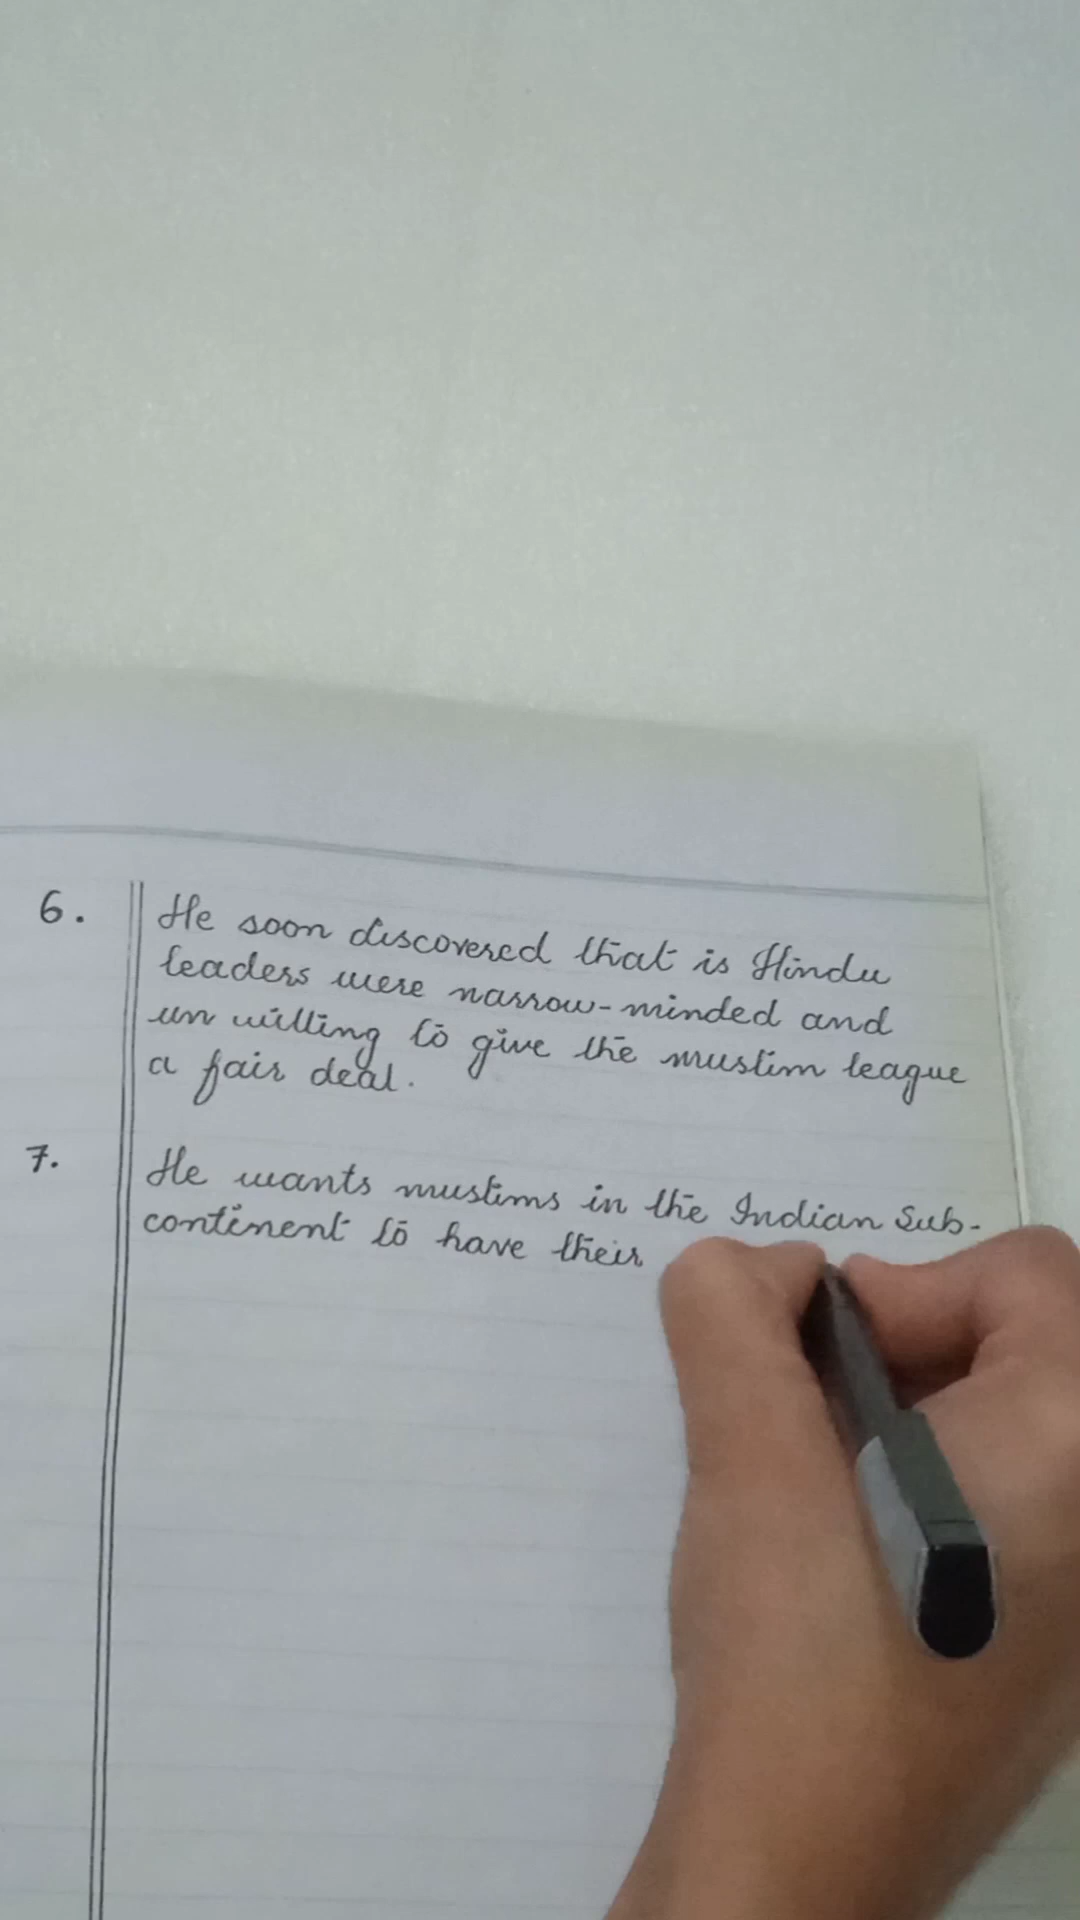 6. He soon discovered that is Hindu
leaders were narrow-minded and
un willing to give the muslim league
a fair deal.
7. He wants muslims in the Indian Sub-
continent to have their